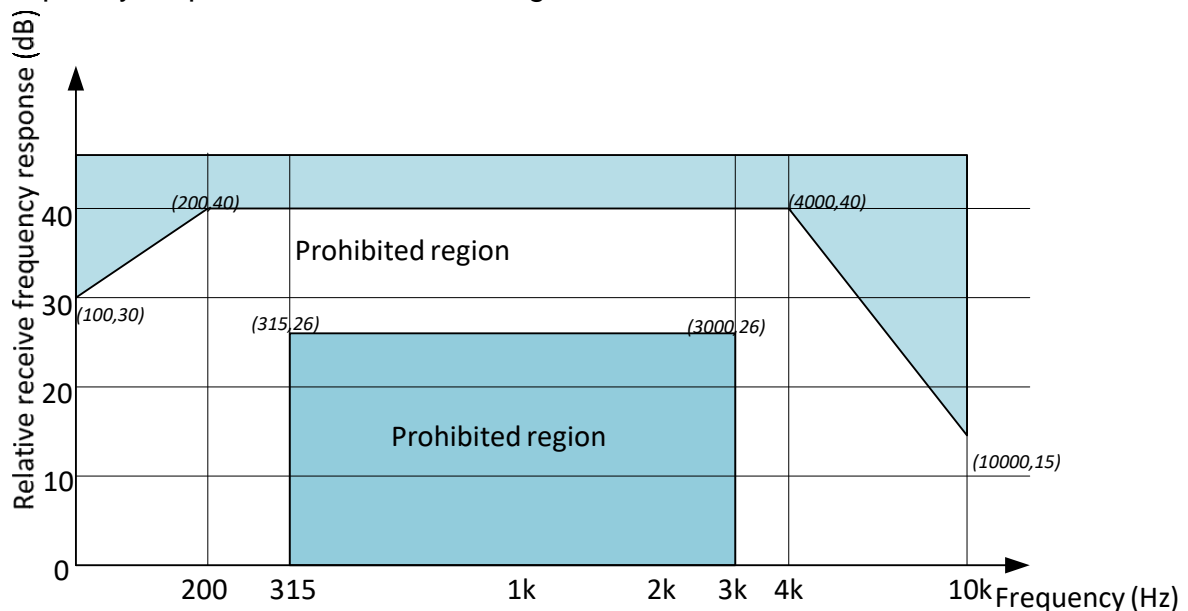 Relative receive frequency response (dB)
(200,40)
(4000,40)
40
Prohibited region
30
(100,30)
(315,26)
(3000,26)
20
Prohibited region
(10000,15)
10
0
200 315 1k 2k 3k 4k 10k
Frequency (Hz)